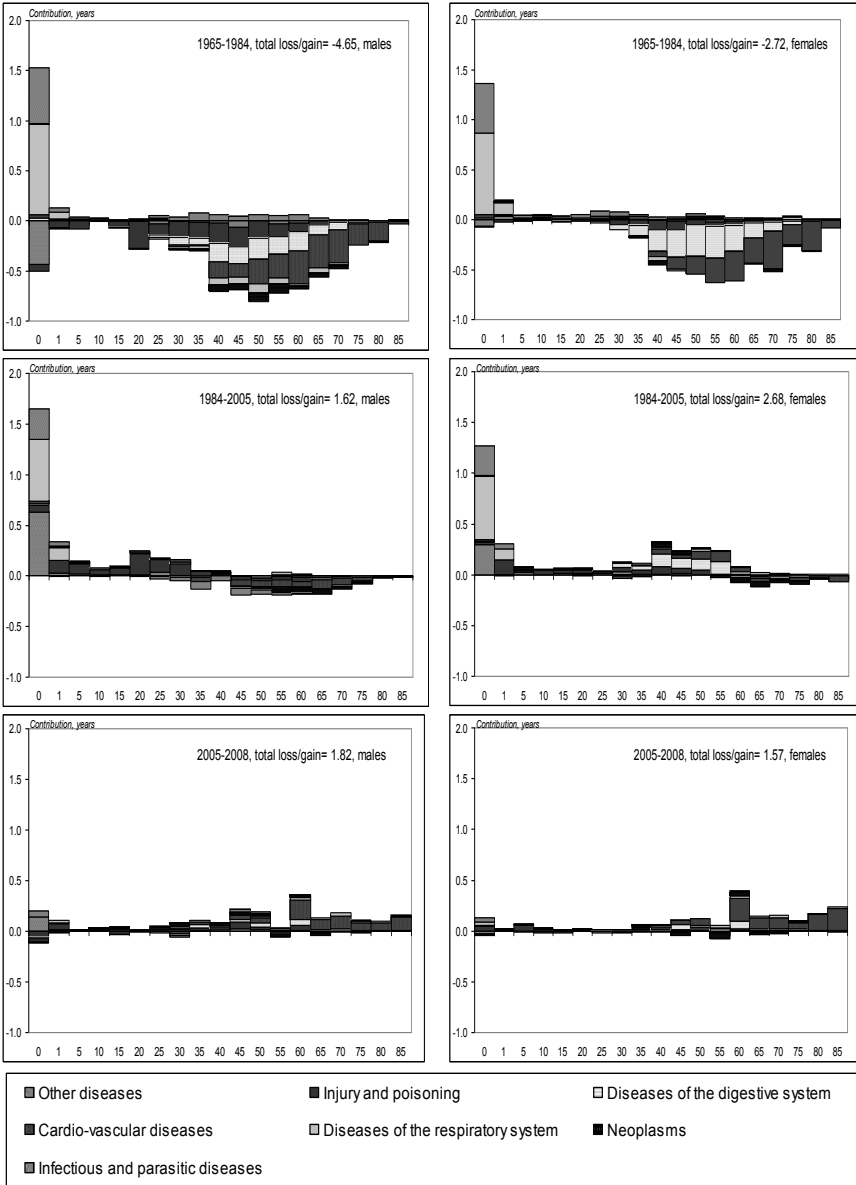 Contribution, years
1965-1984, total loss/gain= -4.65, males
2.0
1.5
1.0
0.5
0.0
-0.5
-1.0
0 1 5 10 15 20 25 30 35 40 45 50 55 60 65 70 75 80 85
Contribution, years
1965-1984, total loss/gain= -2.72, females
2.0
1.5
1.0
0.5
0.0
-0.5
-1.0
0 1 5 10 15 20 25 30 35 40 45 50 55 60 65 70 75 80 85
Contribution, years
1984-2005, total loss/gain= 1.62, males
2.0
1.5
1.0
0.5
0.0
-0.5
-1.0
0 1 5 10 15 20 25 30 35 40 45 50 55 60 65 70 75 80 85
Contribution, years
1984-2005, total loss/gain= 2.68, females
2.0
1.5
1.0
0.5
0.0
-0.5
-1.0
0 1 5 10 15 20 25 30 35 40 45 50 55 60 65 70 75 80 85
Contribution, years
2005-2008, total loss/gain= 1.82, males
2.0
1.5
1.0
0.5
0.0
-0.5
-1.0
0 1 5 10 15 20 25 30 35 40 45 50 55 60 65 70 75 80 85
Contribution, years
2005-2008, total loss/gain= 1.57, females
2.0
1.5
1.0
0.5
0.0
-0.5
-1.0
0 1 5 10 15 20 25 30 35 40 45 50 55 60 65 70 75 80 85
Other diseases Injury and poisoning Diseases of the digestive system
Cardio-vascular diseases Diseases of the respiratory system Neoplasms
Infectious and parasitic diseases